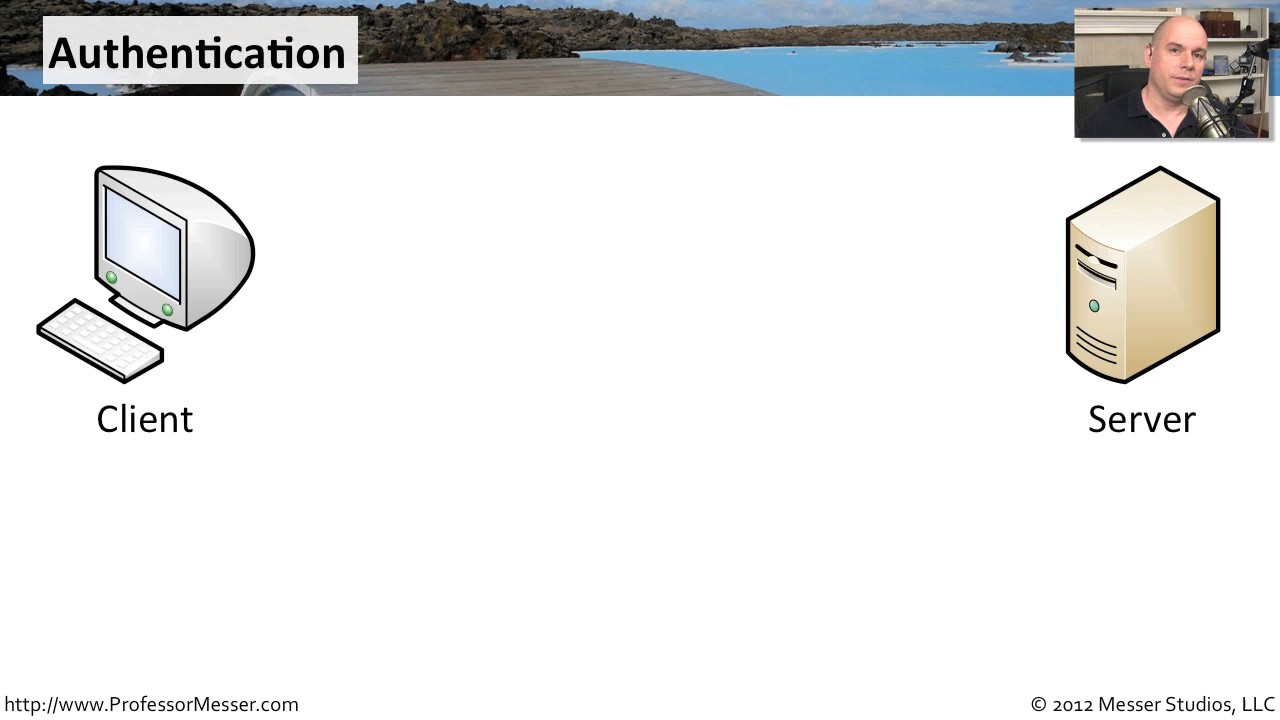 Authentication
Client
Server
http://www.ProfessorMesser.com
© 2012 Messer Studios, LLC